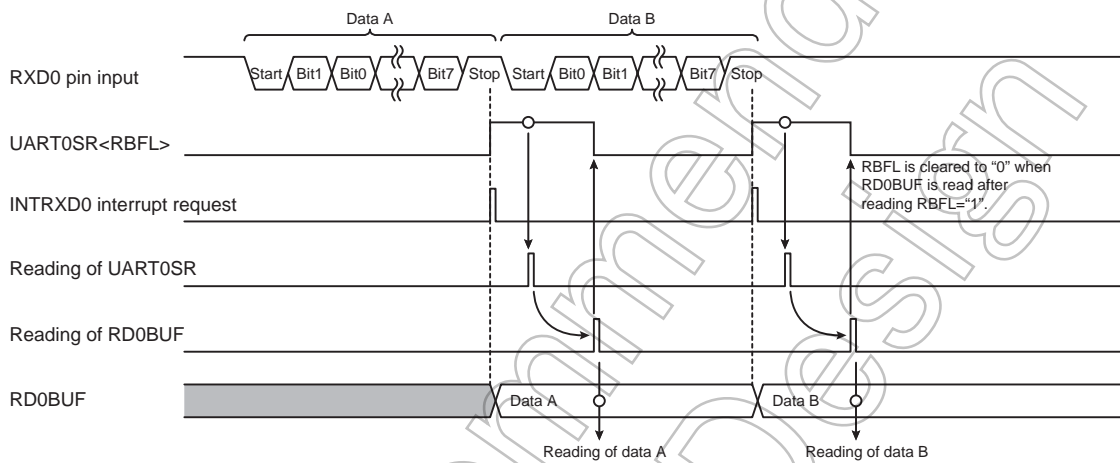 Data A
Data B
RXD0 pin input
Start Bit1 Bit0 Bit7 Stop Start Bit0 Bit1 Bit7 Stop
UART0SR<RBFL>
RBFL is cleared to “0” when
RD0BUF is read after
reading RBFL=“1”.
INTRXD0 interrupt request
Reading of UART0SR
Reading of RD0BUF
RD0BUF
Data A
Data B
Reading of data A
Reading of data B